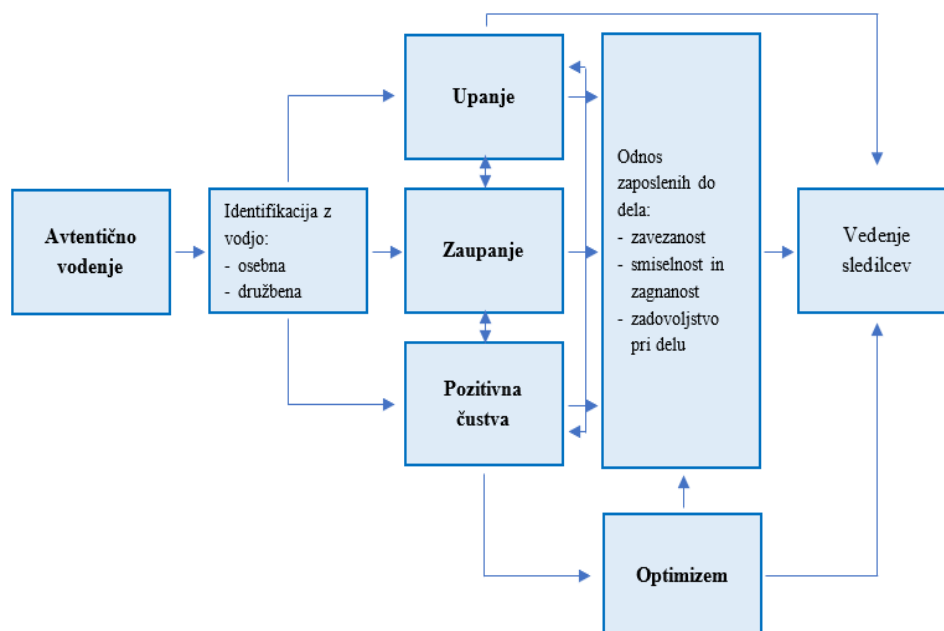 Upanje
Avtentično
vodenje
Identifikacija z
vodjo:
- osebna
- družbena
Zaupanje
Pozitivna
čustva
Odnos
zaposlenih do
dela:
- zavezanost
- smiselnost in
zagnanost
- zadovoljstvo
pri delu
Vedenje
sledilcev
Optimizem